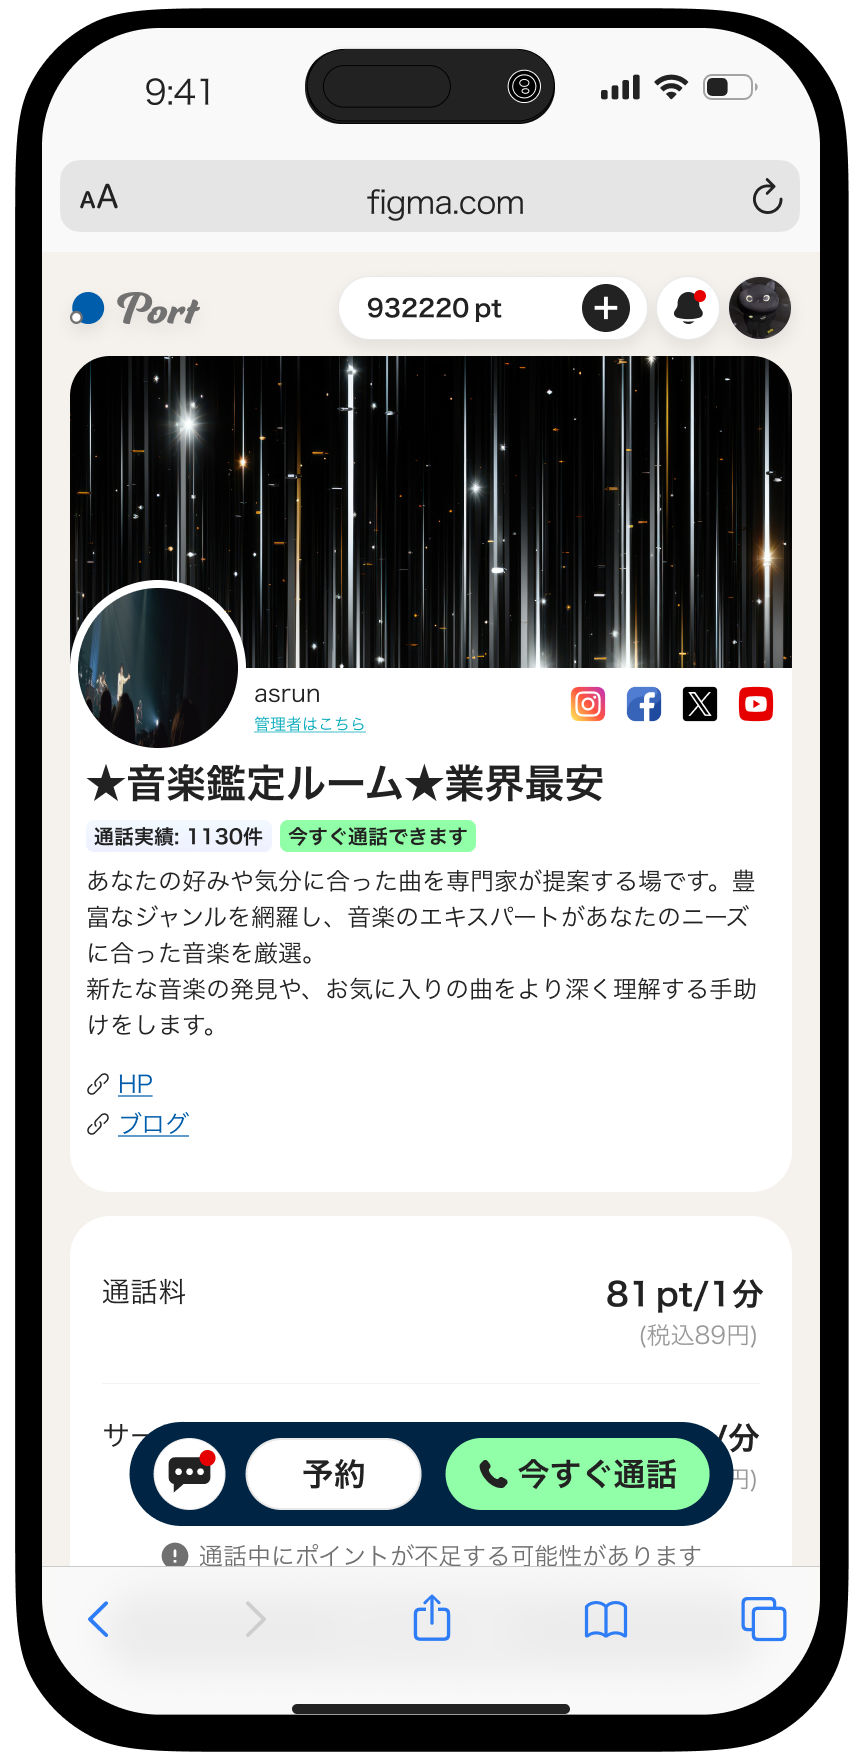 9:41
AA
figma.com
Port
932220 pt
asrun
管理者はこちら
★音楽鑑定ルーム★業界最安
通話実績: 1130件
今すぐ通話できます
あなたの好みや気分に合った曲を専門家が提案する場です。豊
富なジャンルを網羅し、音楽のエキスパートがあなたのニーズ
に合った音楽を厳選。
新たな音楽の発見や、お気に入りの曲をより深く理解する手助
けをします。
HP
ブログ
通話料
81 pt/1分
(税込89円)
サー
/分
円)
予約
今すぐ通話
通話中にポイントが不足する可能性があります